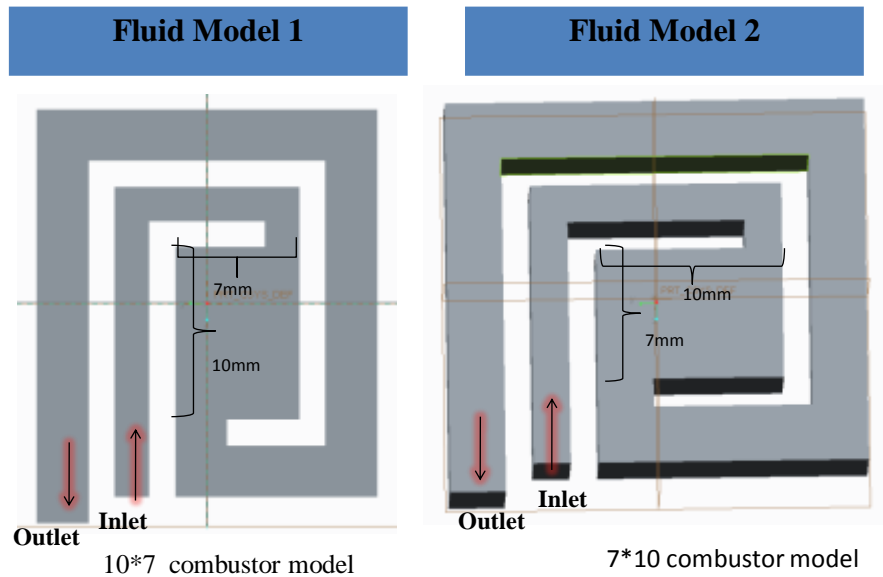 Fluid Model 1
Fluid Model 2
7mm
10mm
10mm
7mm
Outlet
Inlet
Outlet
Inlet
10*7 combustor model
7*10 combustor model